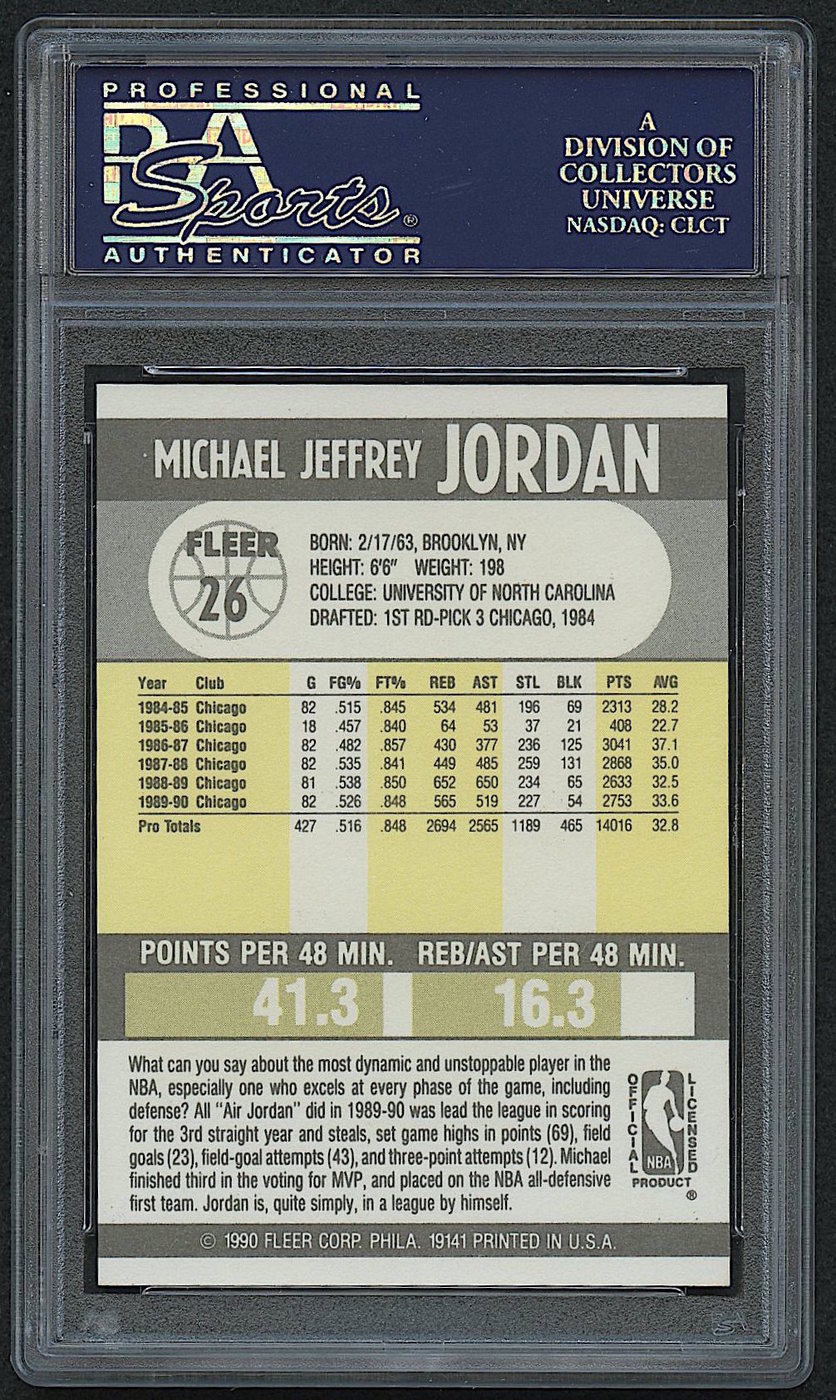 PROFESSIONAL
PSA
Sports®
AUTHENTICATOR
A
DIVISION OF
COLLECTORS
UNIVERSE
NASDAQ: CLCT
MICHAEL JEFFREY JORDAN
FLEER
26
BORN: 2/17/63, BROOKLYN, NY
HEIGHT: 6'6" WEIGHT: 198
COLLEGE: UNIVERSITY OF NORTH CAROLINA
DRAFTED: 1ST RD-PICK 3 CHICAGO, 1984
Year Club G FG% FT% REB AST STL BLK PTS AVG
1984-85 Chicago 82 .515 .845 534 481 196 69 2313 28.2
1985-86 Chicago 18 .457 .840 64 53 37 21 408 22.7
1986-87 Chicago 82 .482 .857 430 377 236 125 3041 37.1
1987-88 Chicago 82 .535 .841 449 485 259 131 2868 35.0
1988-89 Chicago 81 .538 .850 652 650 234 65 2633 32.5
1989-90 Chicago 82 .526 .848 565 519 227 54 2753 33.6
Pro Totals 427 .516 .848 2694 2565 1189 465 14016 32.8
POINTS PER 48 MIN. REB/AST PER 48 MIN.
41.3 16.3
What can you say about the most dynamic and unstoppable player in the
NBA, especially one who excels at every phase of the game, including
defense? All "Air Jordan" did in 1989-90 was lead the league in scoring
for the 3rd straight year and steals, set game highs in points (69), field
goals (23), field-goal attempts (43), and three-point attempts (12). Michael
finished third in the voting for MVP, and placed on the NBA all-defensive
first team. Jordan is, quite simply, in a league by himself.
OFFICIAL LICENSED
NBA
PRODUCT
®
© 1990 FLEER CORP. PHILA. 19141 PRINTED IN U.S.A.